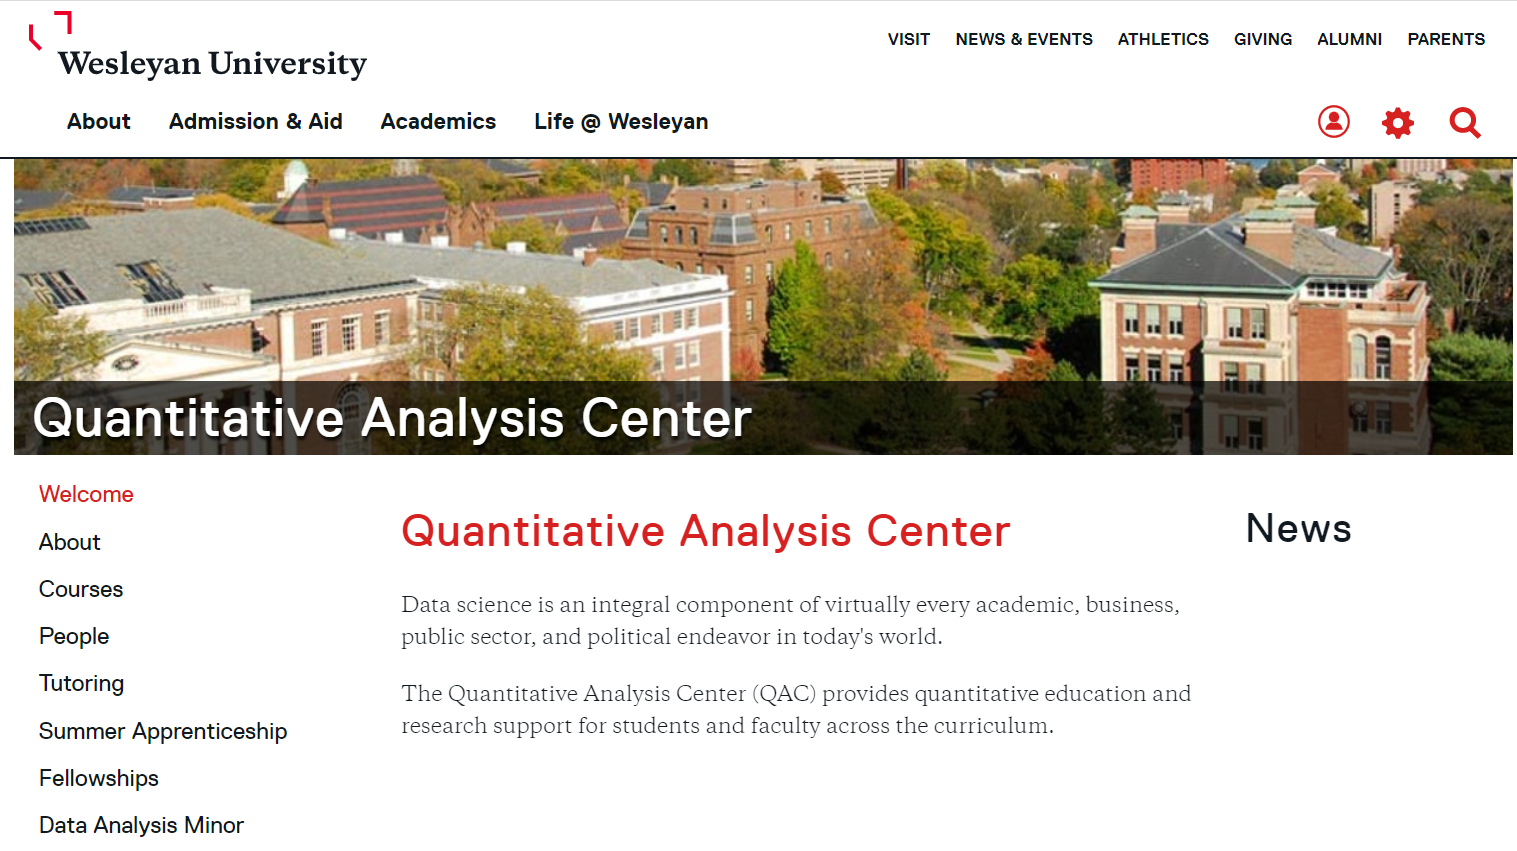 Wesleyan University
VISIT NEWS & EVENTS ATHLETICS GIVING ALUMNI PARENTS
About Admission & Aid Academics Life @ Wesleyan
Quantitative Analysis Center
Welcome
About
Courses
People
Tutoring
Summer Apprenticeship
Fellowships
Data Analysis Minor
Quantitative Analysis Center
Data science is an integral component of virtually every academic, business,
public sector, and political endeavor in today's world.
The Quantitative Analysis Center (QAC) provides quantitative education and
research support for students and faculty across the curriculum.
News